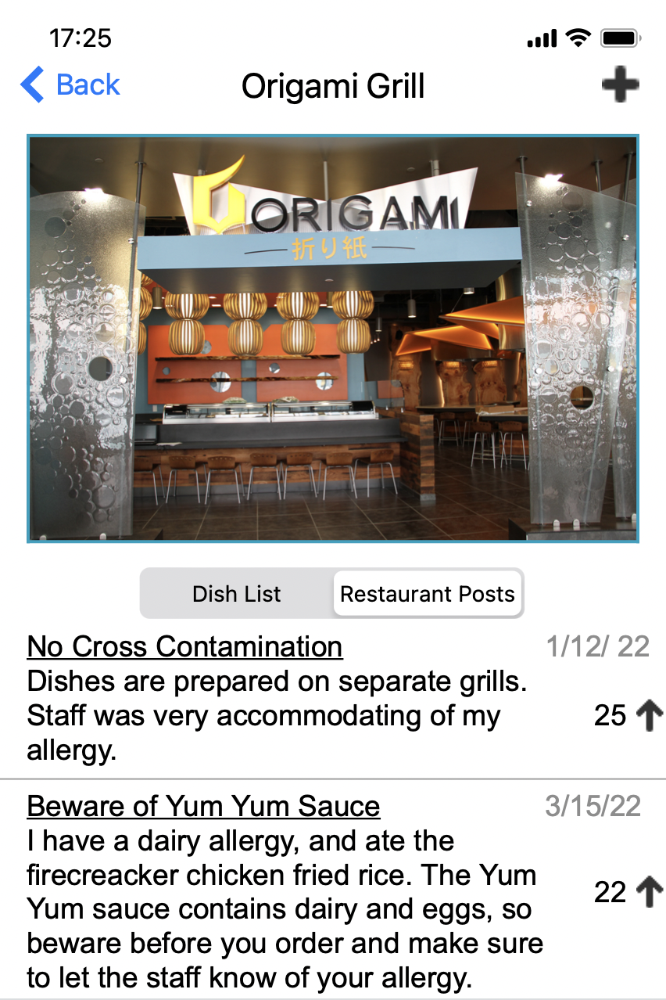 17:25
Back
Origami Grill
ORIGAMI
折り紙
Dish List
Restaurant Posts
No Cross Contamination
1/12/ 22
Dishes are prepared on separate grills.
Staff was very accommodating of my
25
allergy.
Beware of Yum Yum Sauce
3/15/22
I have a dairy allergy, and ate the
firecreacker chicken fried rice. The Yum
22
Yum sauce contains dairy and eggs, so
beware before you order and make sure
to let the staff know of your allergy.